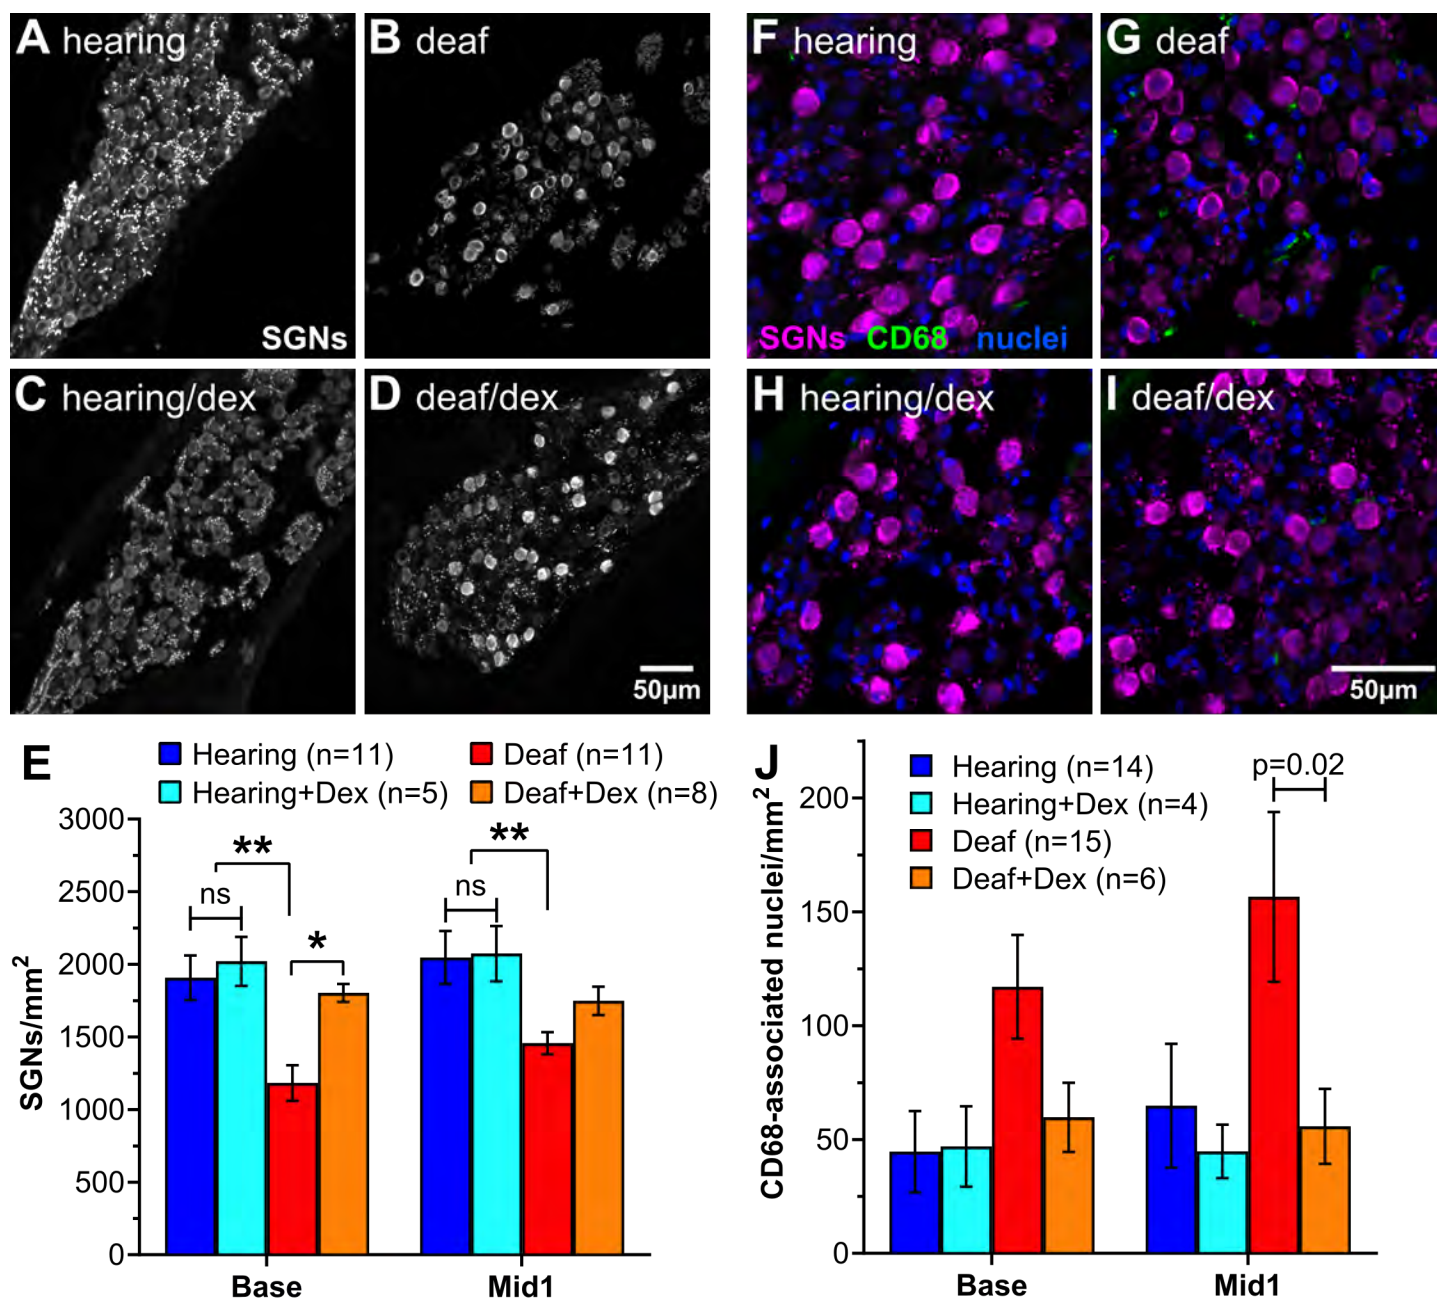 A hearing
B deaf
SGNs
C hearing/dex
D deaf/dex
50µm
F hearing
G deaf
SGNs CD68 nuclei
H hearing/dex
I deaf/dex
50µm
E
Hearing (n=11)
Deaf (n=11)
Hearing+Dex (n=5)
Deaf+Dex (n=8)
SGNs/mm²
3000
2500
2000
1500
1000
500
0
**
ns
*
**
ns
Base
Mid1
J
Hearing (n=14)
Hearing+Dex (n=4)
Deaf (n=15)
Deaf+Dex (n=6)
p=0.02
CD68-associated nuclei/mm²
200
150
100
50
0
Base
Mid1